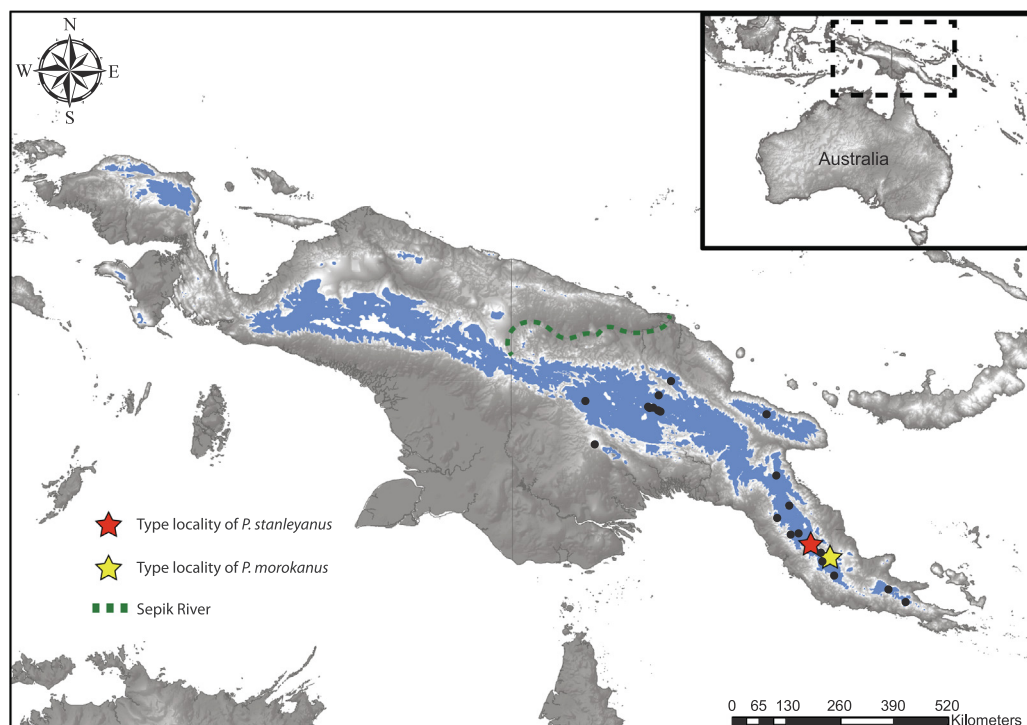 N
W E
S
Australia
Type locality of P. stanleyanus
Type locality of P. morokanus
Sepik River
0 65 130 260 390 520
Kilometers